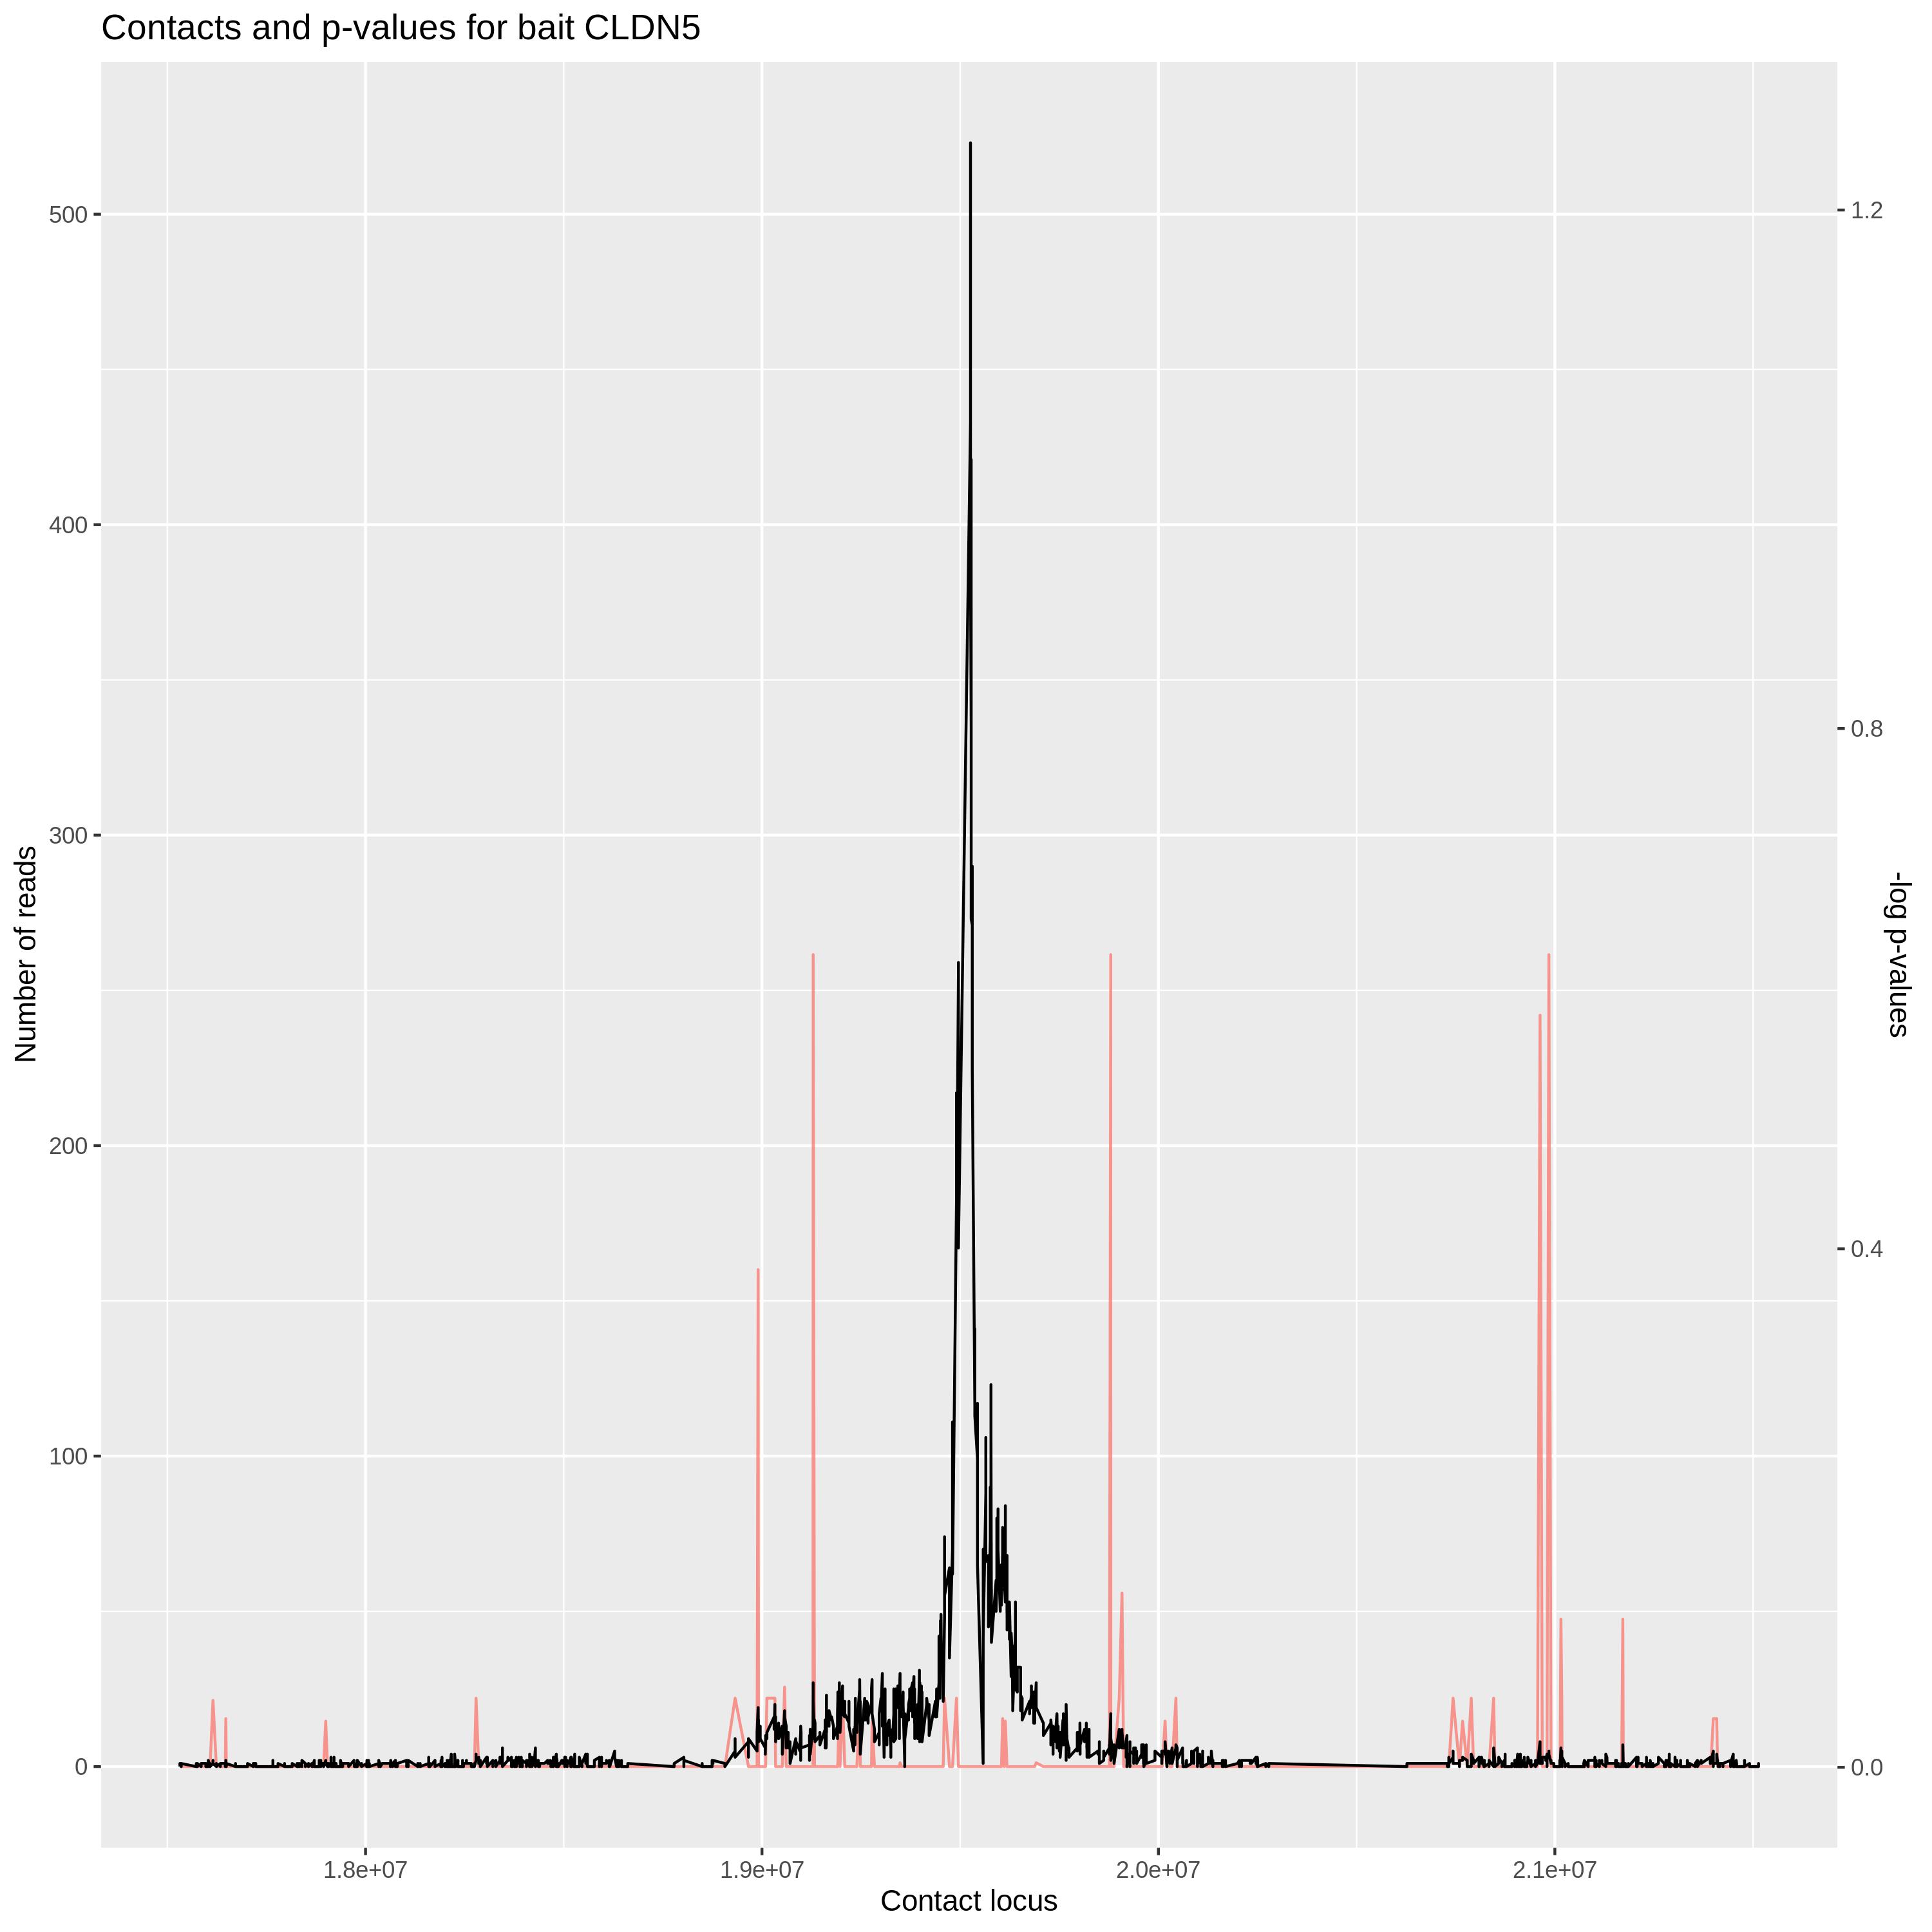 Contacts and p-values for bait CLDN5
500
400
300
200
100
0
Number of reads
1.2
0.8
0.4
0.0
-log p-values
1.8e+07
1.9e+07
2.0e+07
2.1e+07
Contact locus